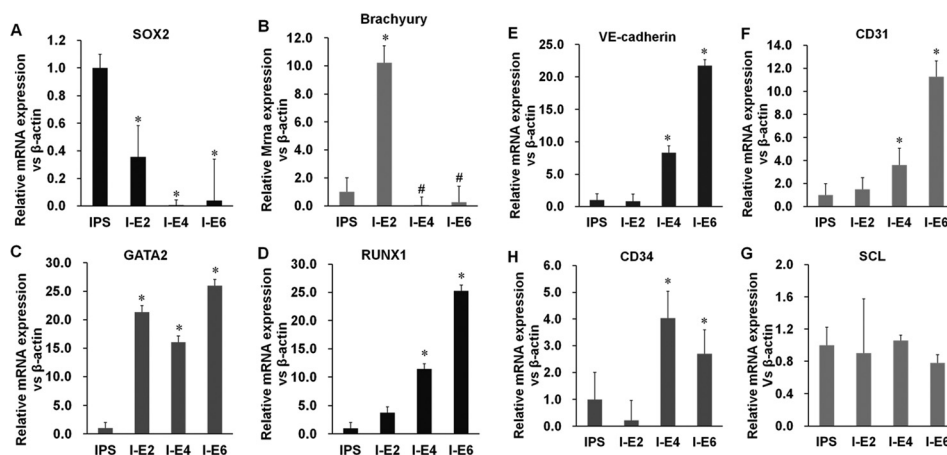 A
SOX2
Relative mRNA expression
vs β-actin
1.2
1.0
0.8
0.6
0.4
0.2
0.0
*
*
*
IPS I-E2 I-E4 I-E6
B
Brachyury
Relative Mrna expression
vs β-actin
12.0
10.0
8.0
6.0
4.0
2.0
0.0
*
#
#
IPS I-E2 I-E4 I-E6
E
VE-cadherin
Relative mRNA expression
vs β-actin
25.0
20.0
15.0
10.0
5.0
0.0
*
*
IPS I-E2 I-E4 I-E6
F
CD31
Relative mRNA expression
vs β-actin
14.0
12.0
10.0
8.0
6.0
4.0
2.0
0.0
*
*
IPS I-E2 I-E4 I-E6
C
GATA2
Relative mRNA expression
vs β-actin
30.0
25.0
20.0
15.0
10.0
5.0
0.0
*
*
*
IPS I-E2 I-E4 I-E6
D
RUNX1
Relative mRNA expression
vs β-actin
30.0
25.0
20.0
15.0
10.0
5.0
0.0
*
*
IPS I-E2 I-E4 I-E6
H
CD34
Relative mRNA expression
vs β-actin
6.0
5.0
4.0
3.0
2.0
1.0
0.0
*
*
IPS I-E2 I-E4 I-E6
G
SCL
Relative mRNA expression
Vs β-actin
2.0
1.6
1.2
0.8
0.4
0.0
IPS I-E2 I-E4 I-E6